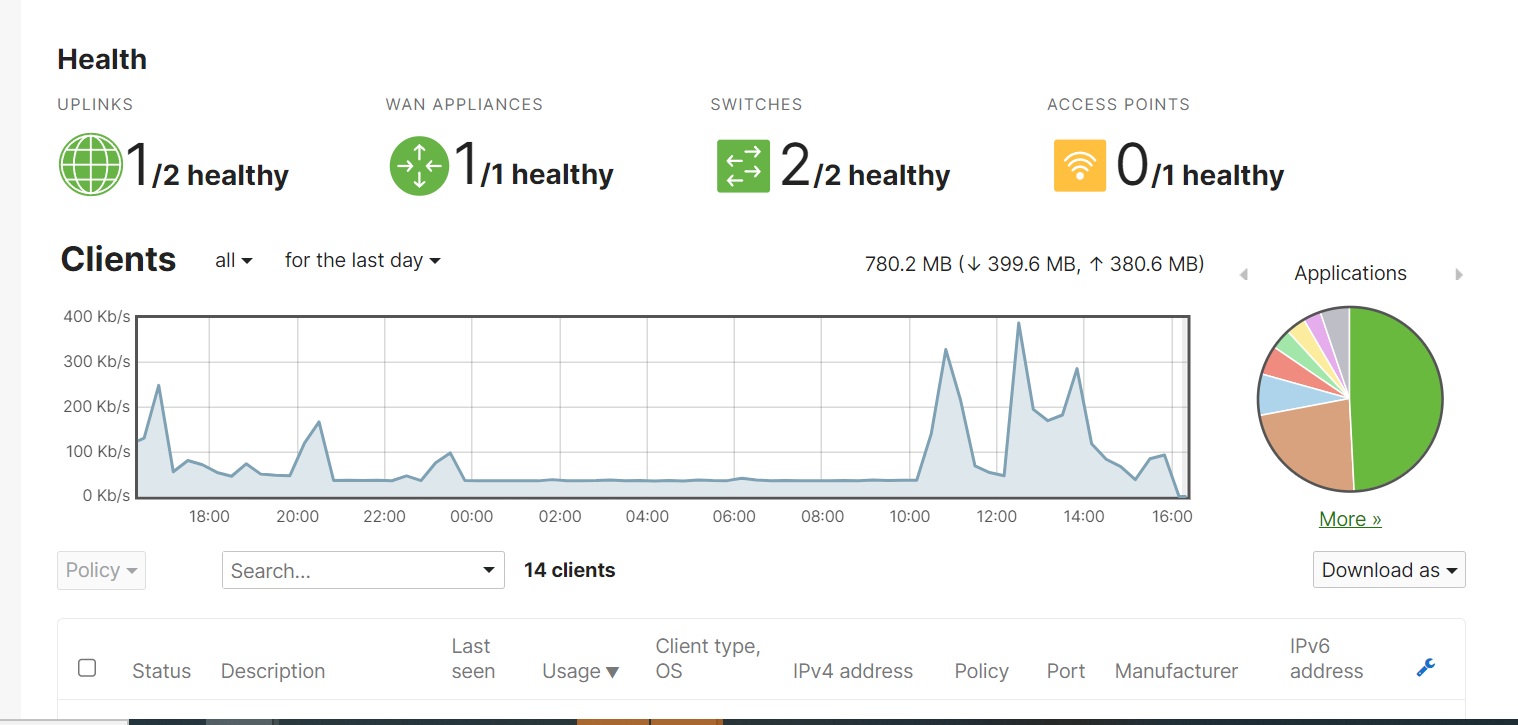 Health
UPLINKS WAN APPLIANCES SWITCHES ACCESS POINTS
1/2 healthy 1/1 healthy 2/2 healthy 0/1 healthy
Clients all for the last day 780.2 MB (↓ 399.6 MB, ↑ 380.6 MB) Applications
400 Kb/s
300 Kb/s
200 Kb/s
100 Kb/s
0 Kb/s
18:00 20:00 22:00 00:00 02:00 04:00 06:00 08:00 10:00 12:00 14:00 16:00
More »
Policy Search... 14 clients Download as
Status Description Last seen Usage ▼ Client type, OS IPv4 address Policy Port Manufacturer IPv6 address